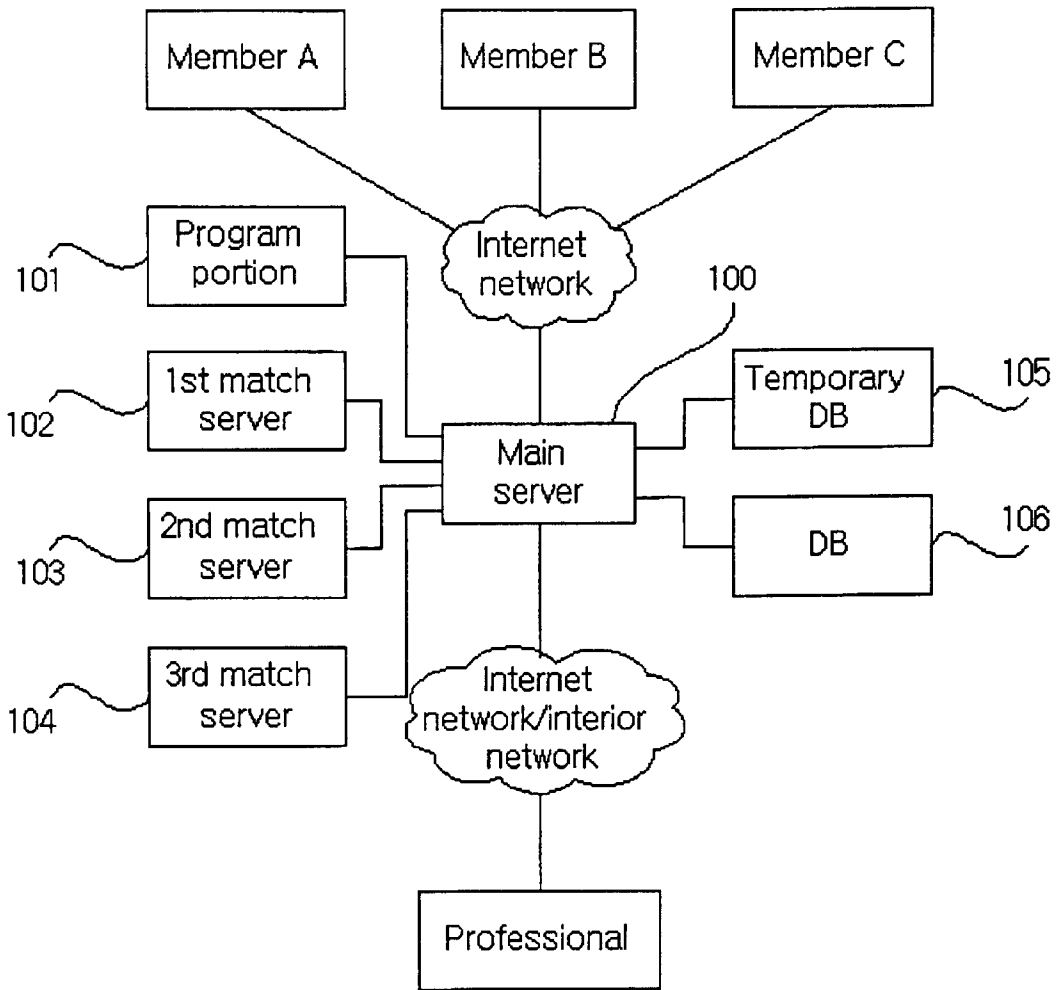 Member A
Member B
Member C
Program
portion
101
Internet
network
100
1st match
server
102
Temporary
DB
105
Main
server
2nd match
server
103
DB
106
3rd match
server
104
Internet
network/interior
network
Professional